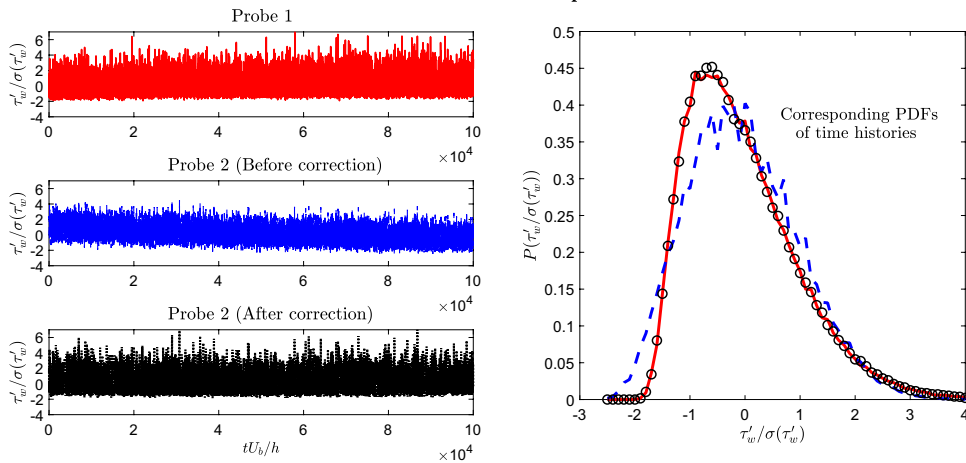 Probe 1
τ′w/σ(τ′w)
6
4
2
0
-2
-4
0 2 4 6 8 10
×10⁴
Probe 2 (Before correction)
τ′w/σ(τ′w)
6
4
2
0
-2
-4
0 2 4 6 8 10
×10⁴
Probe 2 (After correction)
τ′w/σ(τ′w)
6
4
2
0
-2
-4
0 2 4 6 8 10
tUb/h
×10⁴
0.5
0.45
0.4
0.35
0.3
0.25
0.2
0.15
0.1
0.05
0
P(τ′w/σ(τ′w))
Corresponding PDFs
of time histories
-3 -2 -1 0 1 2 3 4
τ′w/σ(τ′w)